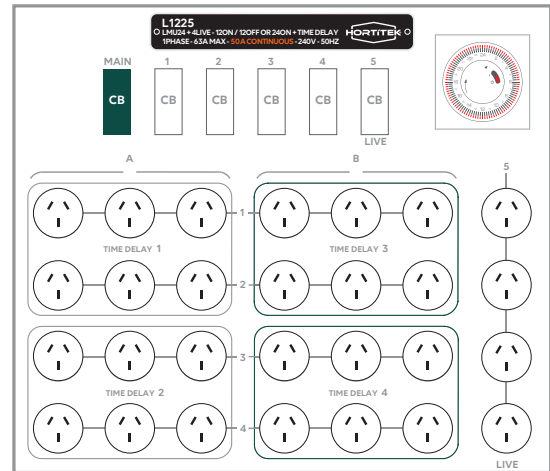 L1225
LMU24 + 4LIVE - 12ON / 12OFF OR 24ON + TIME DELAY
1PHASE - 63A MAX - 50A CONTINUOUS - 240V - 50HZ
HORTITEK
MAIN 1 2 3 4 5
CB CB CB CB CB CB
LIVE
A B
5
1
TIME DELAY 1 TIME DELAY 3
2
3
TIME DELAY 2 TIME DELAY 4
4
LIVE